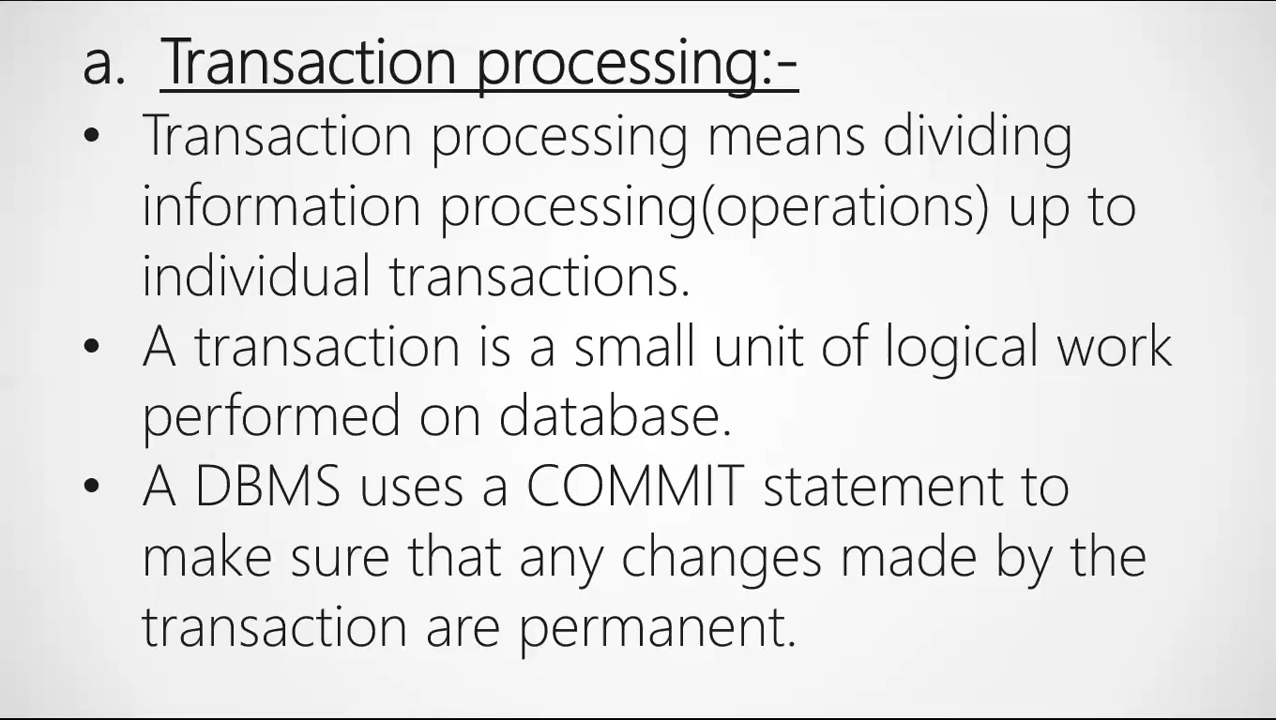 a. Transaction processing:-
• Transaction processing means dividing
information processing(operations) up to
individual transactions.
• A transaction is a small unit of logical work
performed on database.
• A DBMS uses a COMMIT statement to
make sure that any changes made by the
transaction are permanent.